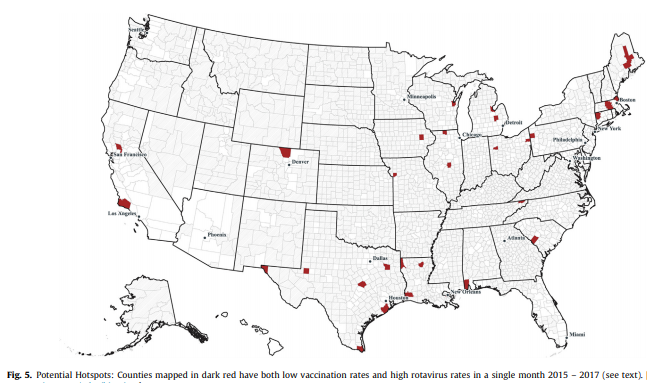 Seattle
Minneapolis
Boston
Detroit
Chicago
New York
Philadelphia
San Francisco
Denver
Washington
Los Angeles
Phoenix
Atlanta
Dallas
Houston
New Orleans
Miami
Fig. 5. Potential Hotspots: Counties mapped in dark red have both low vaccination rates and high rotavirus rates in a single month 2015 – 2017 (see text).